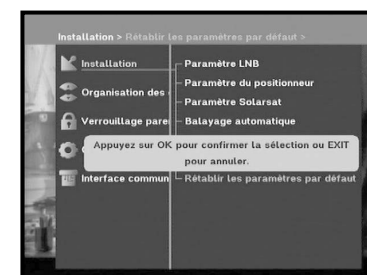 Installation > Rétablir les paramètres par défaut >
Installation
Organisation des
Verrouillage pare
Interface commun
Paramètre LNB
Paramètre du positionneur
Paramètre Solarsat
Balayage automatique
Appuyez sur OK pour confirmer la sélection ou EXIT
pour annuler.
Rétablir les paramètres par défaut